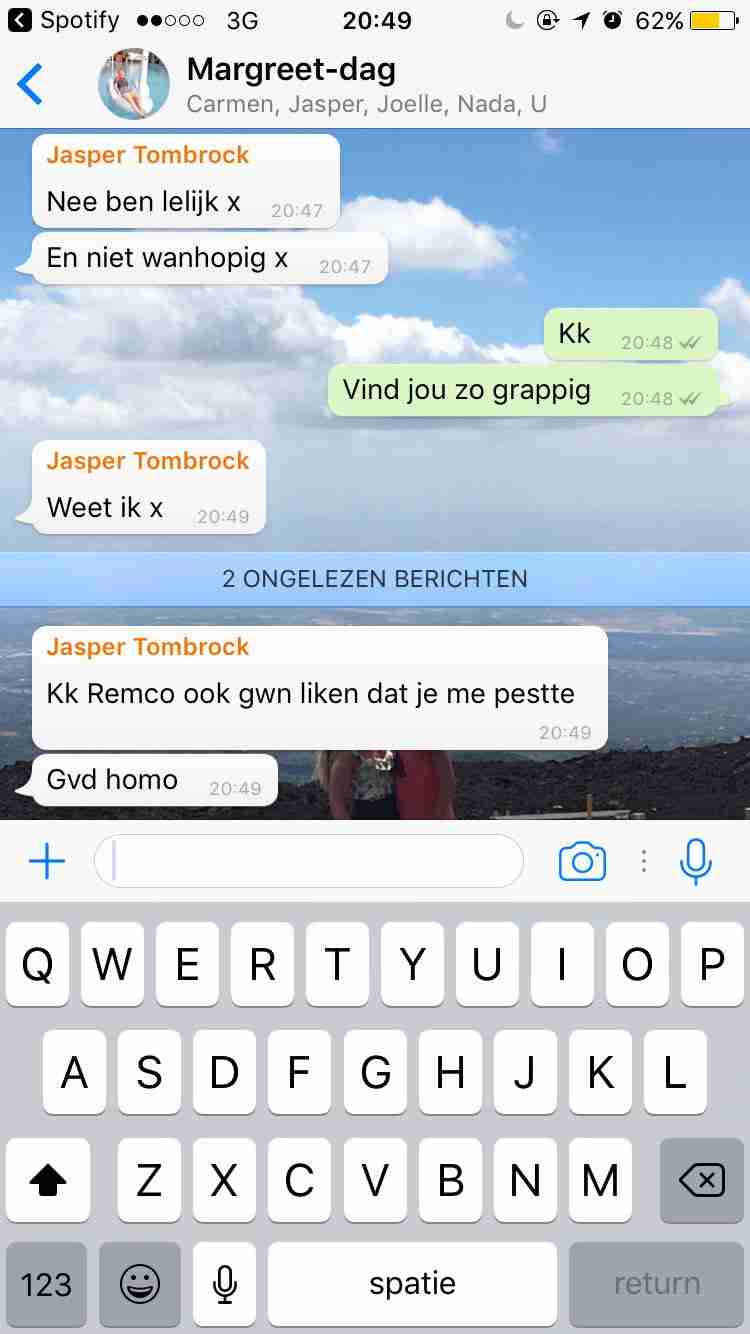 Spotify 3G 20:49 62%
Margreet-dag
Carmen, Jasper, Joelle, Nada, U
Jasper Tombrock
Nee ben lelijk x 20:47
En niet wanhopig x 20:47
Kk 20:48
Vind jou zo grappig 20:48
Jasper Tombrock
Weet ik x 20:49
2 ONGELEZEN BERICHTEN
Jasper Tombrock
Kk Remco ook gwn liken dat je me pestte
20:49
Gvd homo 20:49
Q W E R T Y U I O P
A S D F G H J K L
Z X C V B N M
123 spatie return